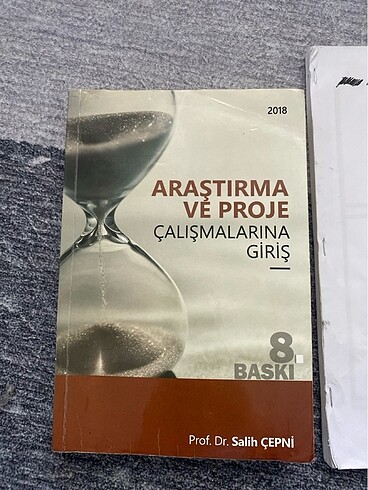 2018
ARAŞTIRMA
VE PROJE
ÇALIŞMALARINA
GİRİŞ
8.
BASKI
Prof. Dr. Salih ÇEPNİ